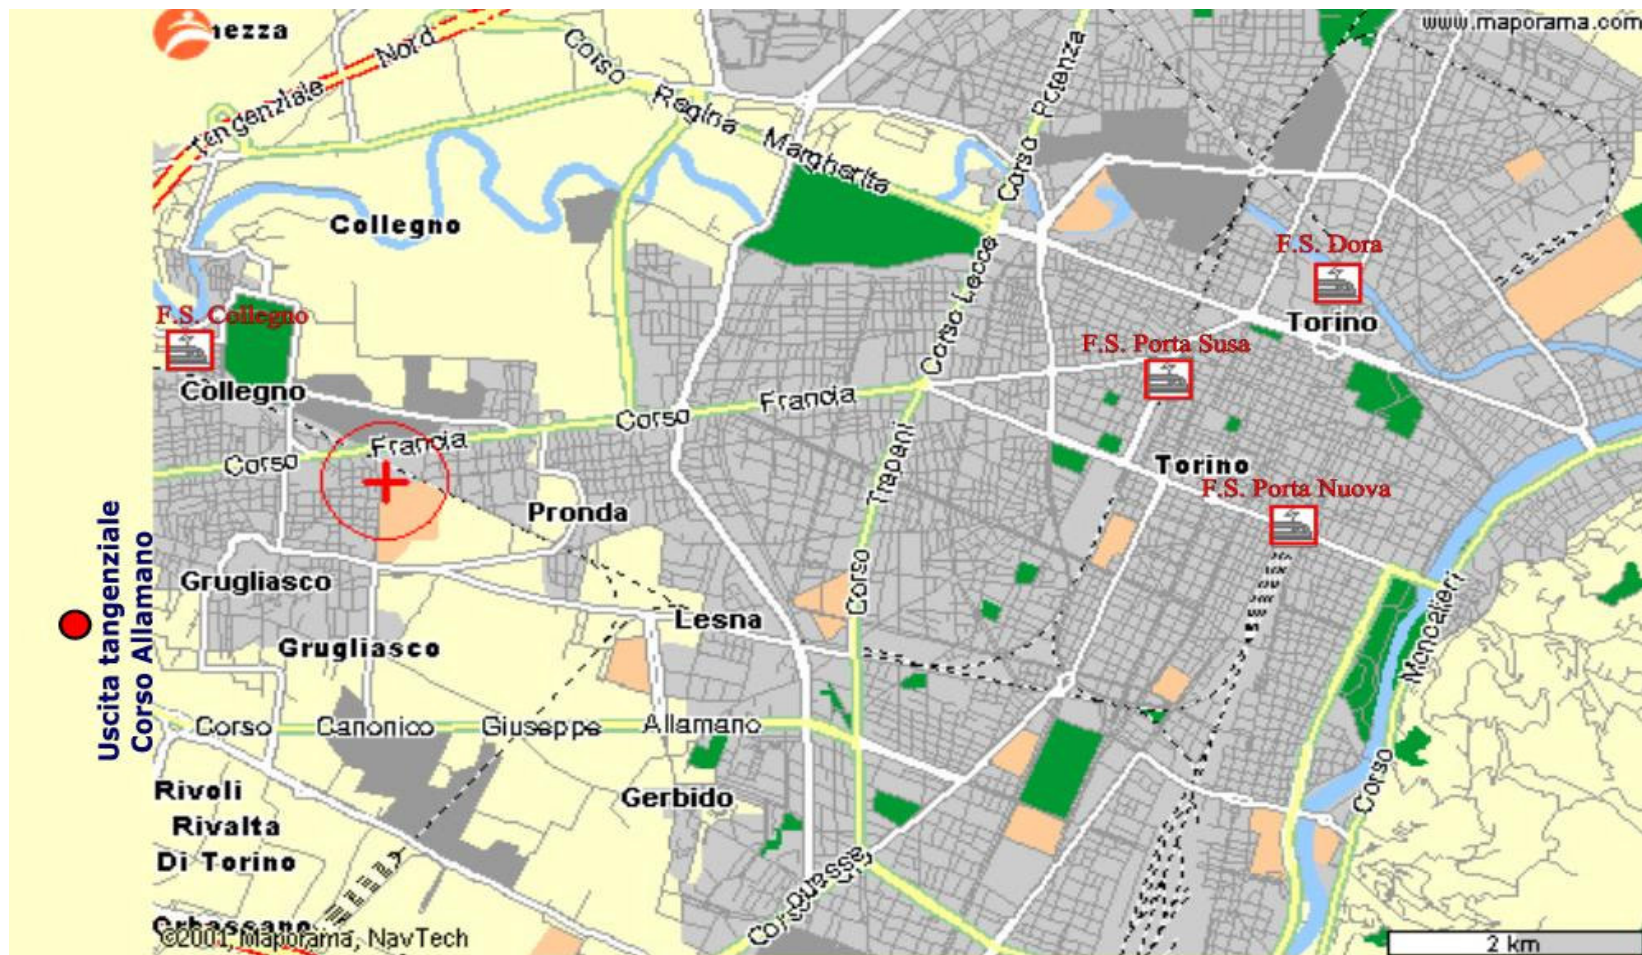 nezza
www.maporama.com
Tangenziale Nord
Corso
Regina
Margherita
Corso Potenza
Collegno
Corso Lecce
F.S. Dora
F.S. Collegno
Torino
F.S. Porta Susa
Collegno
Corso
Francia
Corso
Francia
Torino
F.S. Porta Nuova
Corso
Trapani
Pronda
Uscita tangenziale
Corso Allamano
Grugliasco
Lesna
Grugliasco
Corso
Moncalieri
Corso
Canonico
Giuseppe
Allamano
Rivoli
Rivalta
Di Torino
Gerbido
Orbassano
Corso
©2001, Maporama, NavTech
2 km